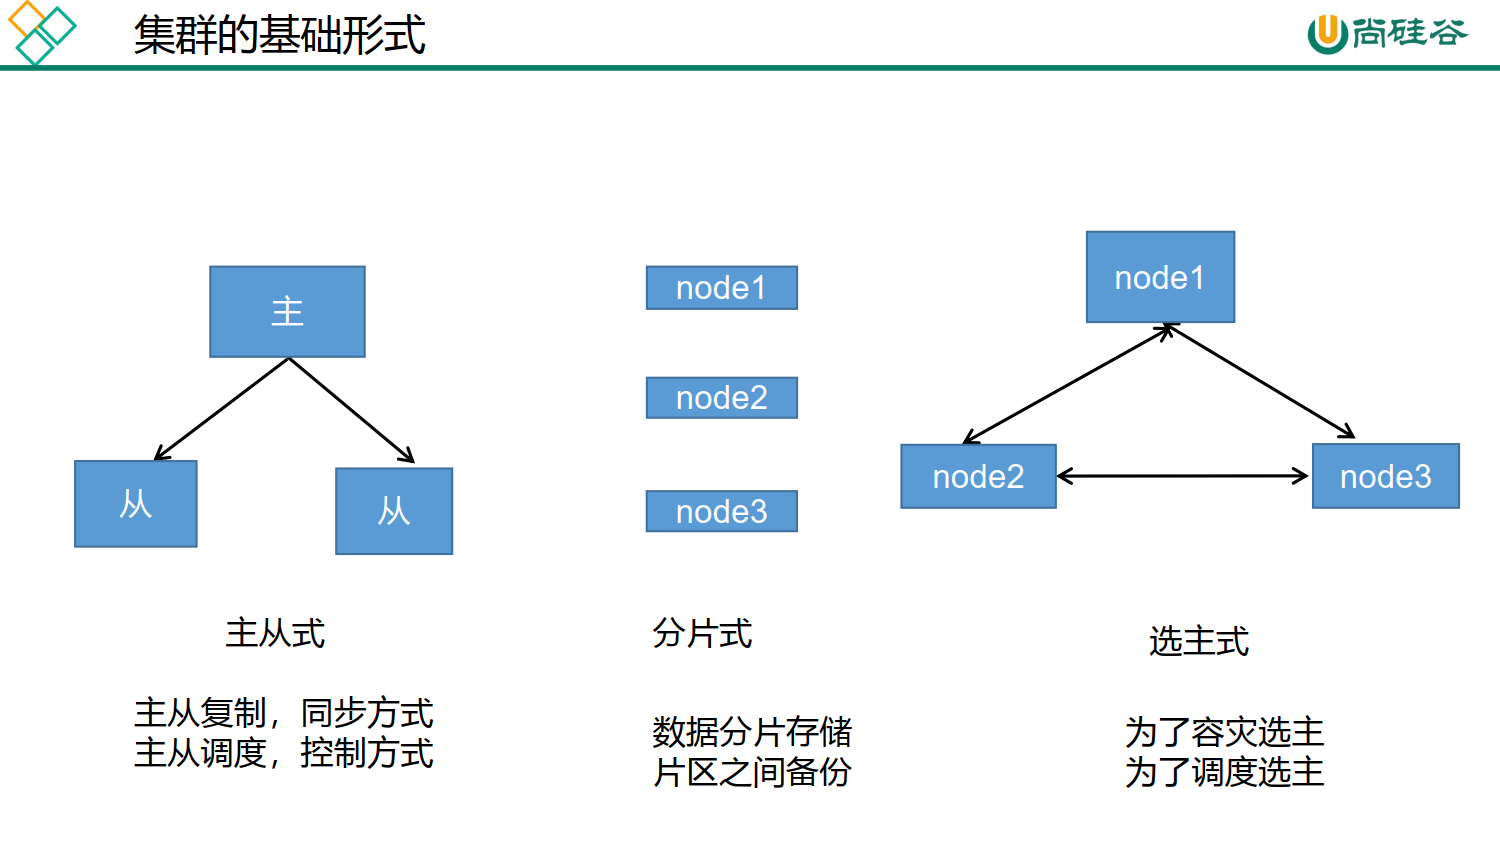 集群的基础形式
尚硅谷
主
从
从
主从式
主从复制，同步方式
主从调度，控制方式
node1
node2
node3
分片式
数据分片存储
片区之间备份
node1
node2
node3
选主式
为了容灾选主
为了调度选主